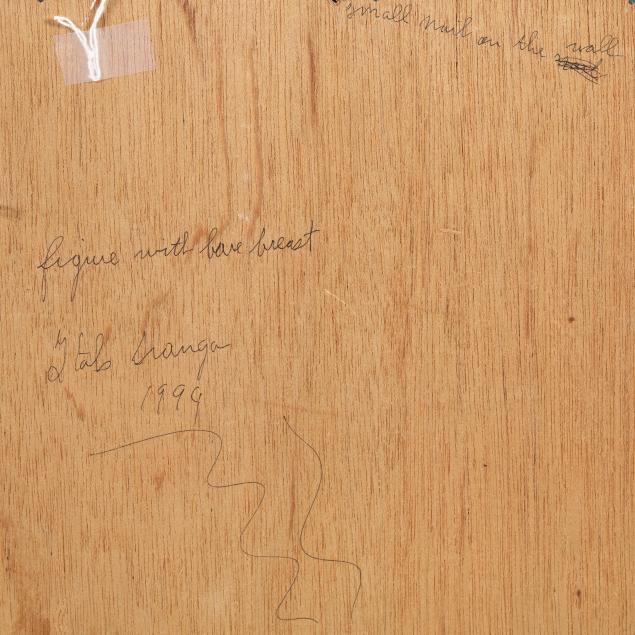 small nail on the wall
figure with bare breast
Italo Scanga
1999